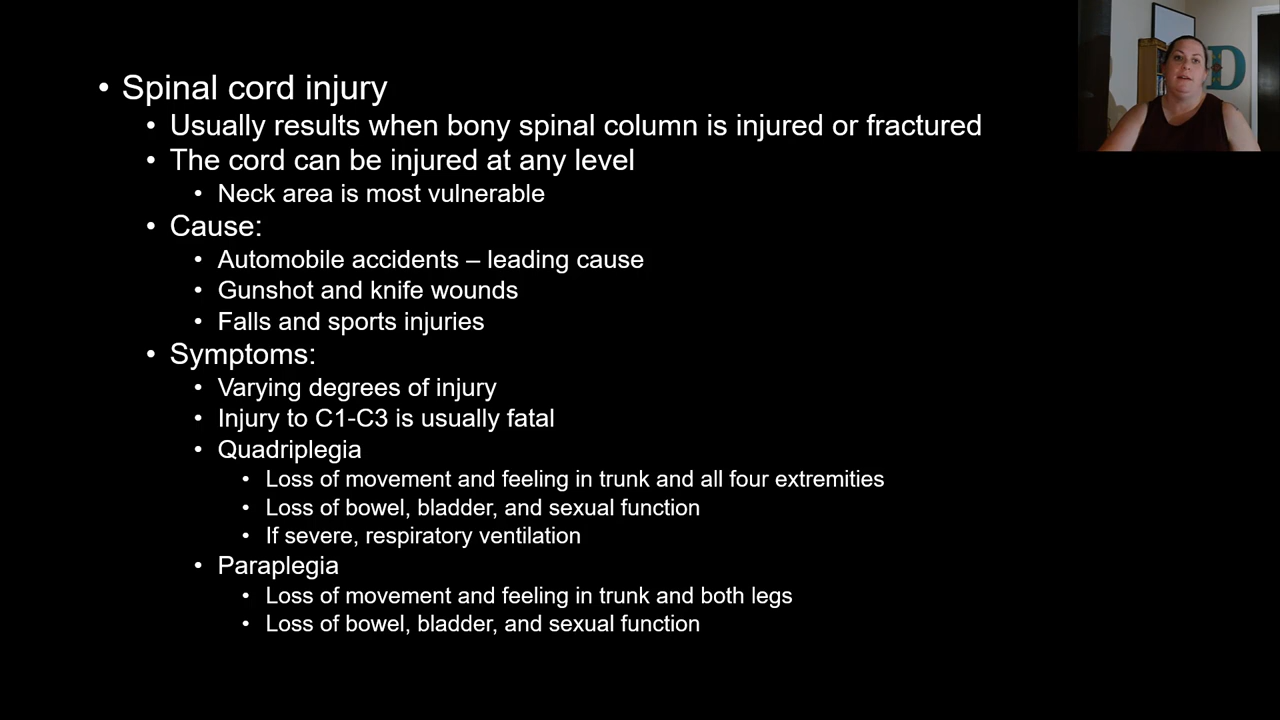 • Spinal cord injury
• Usually results when bony spinal column is injured or fractured
• The cord can be injured at any level
• Neck area is most vulnerable
• Cause:
• Automobile accidents – leading cause
• Gunshot and knife wounds
• Falls and sports injuries
• Symptoms:
• Varying degrees of injury
• Injury to C1-C3 is usually fatal
• Quadriplegia
• Loss of movement and feeling in trunk and all four extremities
• Loss of bowel, bladder, and sexual function
• If severe, respiratory ventilation
• Paraplegia
• Loss of movement and feeling in trunk and both legs
• Loss of bowel, bladder, and sexual function
D